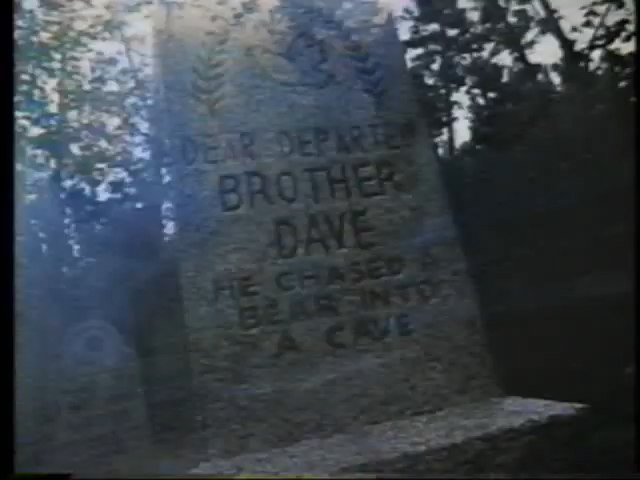 DEAR DEPARTED
BROTHER
DAVE
HE CHASED A
BEAR INTO
A CAVE